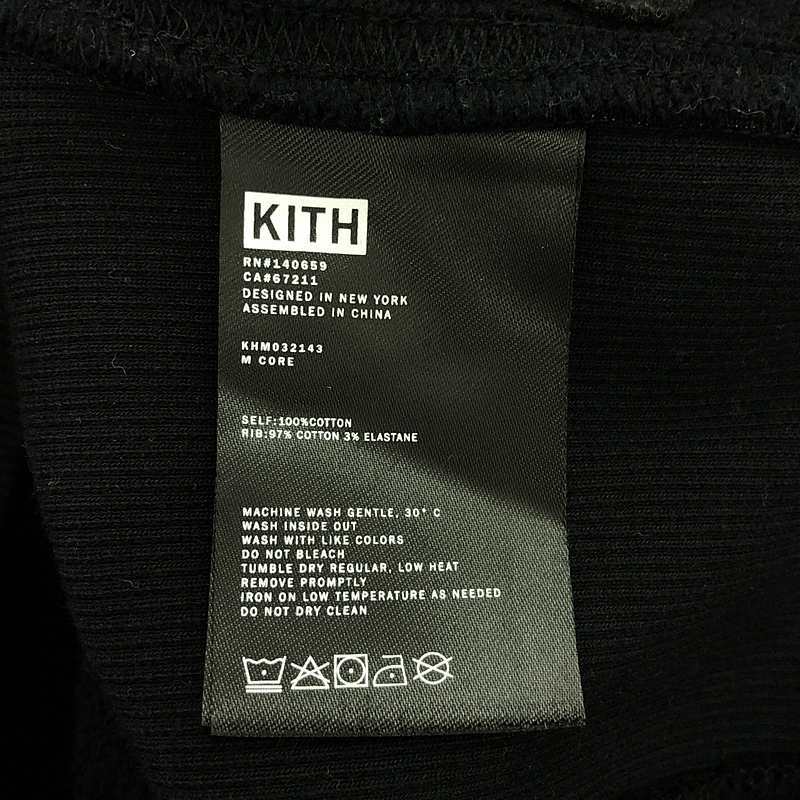 KITH
RN#140659
CA#67211
DESIGNED IN NEW YORK
ASSEMBLED IN CHINA
KHM032143
M CORE
SELF:100%COTTON
RIB:97% COTTON 3% ELASTANE
MACHINE WASH GENTLE, 30° C
WASH INSIDE OUT
WASH WITH LIKE COLORS
DO NOT BLEACH
TUMBLE DRY REGULAR, LOW HEAT
REMOVE PROMPTLY
IRON ON LOW TEMPERATURE AS NEEDED
DO NOT DRY CLEAN